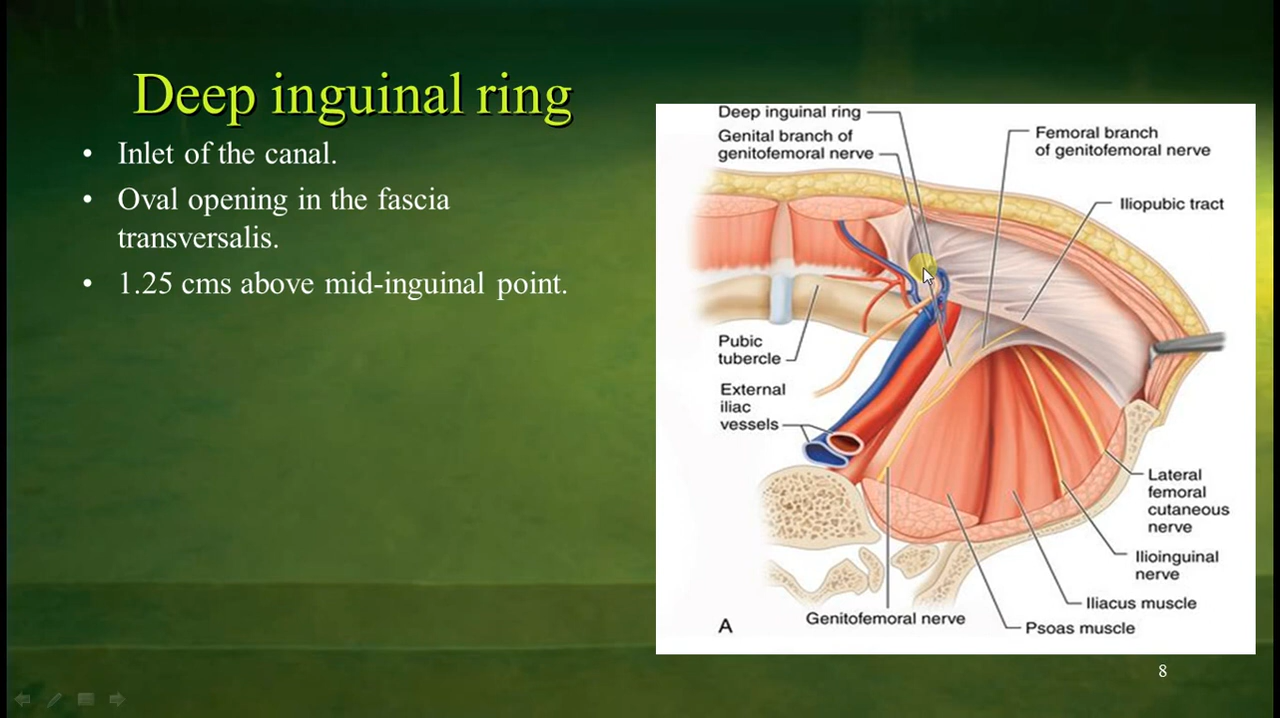 Deep inguinal ring
• Inlet of the canal.
• Oval opening in the fascia
transversalis.
• 1.25 cms above mid-inguinal point.
Deep inguinal ring
Genital branch of
genitofemoral nerve
Femoral branch
of genitofemoral nerve
Iliopubic tract
Pubic
tubercle
External
iliac
vessels
Lateral
femoral
cutaneous
nerve
Ilioinguinal
nerve
Iliacus muscle
Genitofemoral nerve
Psoas muscle
A
8